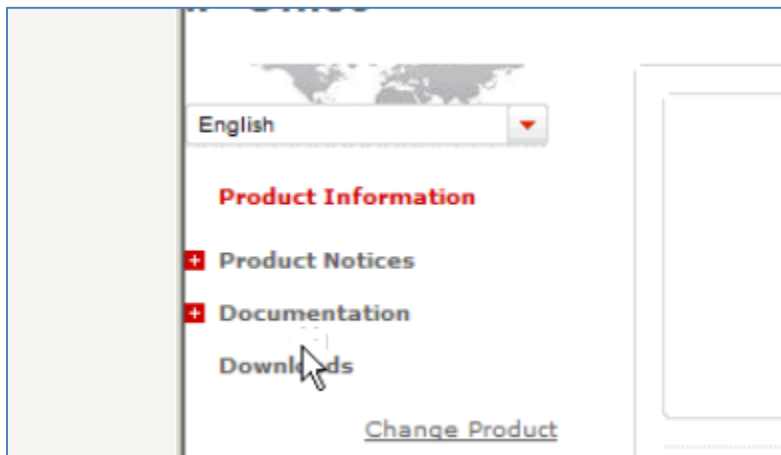 English
Product Information
Product Notices
Documentation
Downloads
Change Product